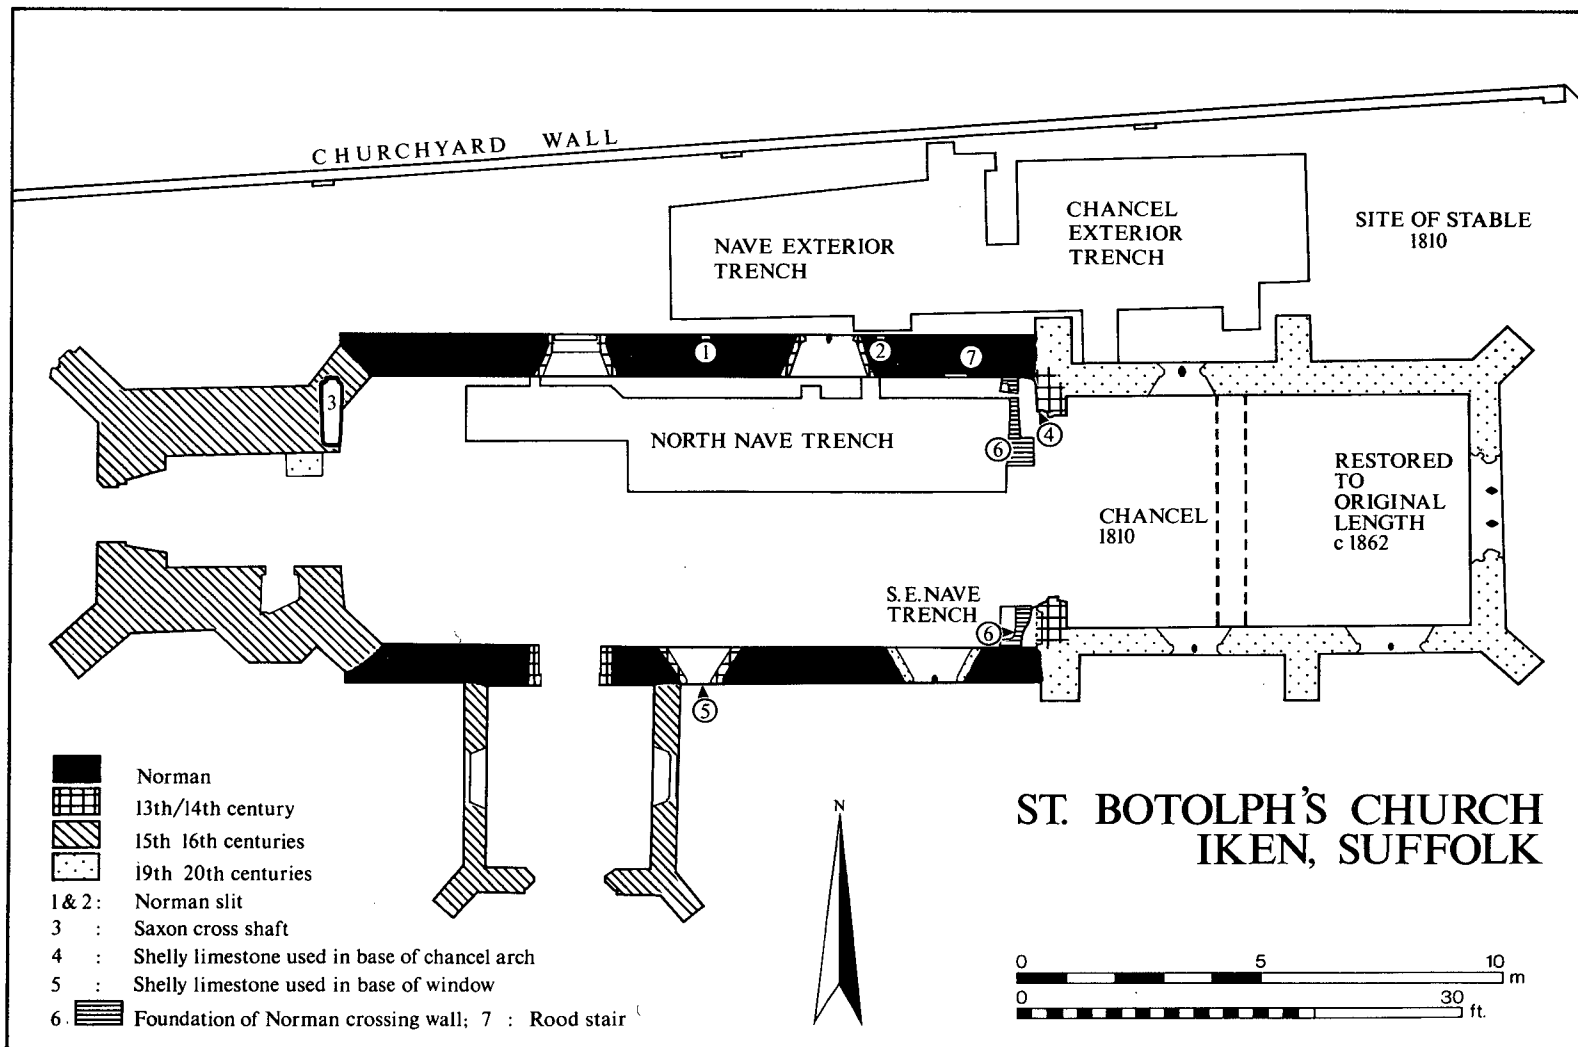 CHURCHYARD WALL
NAVE EXTERIOR
TRENCH
CHANCEL
EXTERIOR
TRENCH
SITE OF STABLE
1810
1
2
7
3
NORTH NAVE TRENCH
6
4
CHANCEL
1810
RESTORED
TO
ORIGINAL
LENGTH
c 1862
S.E. NAVE
TRENCH
6
5
Norman
13th/14th century
15th 16th centuries
19th 20th centuries
1 & 2 : Norman slit
3 : Saxon cross shaft
4 : Shelly limestone used in base of chancel arch
5 : Shelly limestone used in base of window
6. Foundation of Norman crossing wall; 7 : Rood stair
N
ST. BOTOLPH'S CHURCH
IKEN, SUFFOLK
0 5 10 m
0 30 ft.